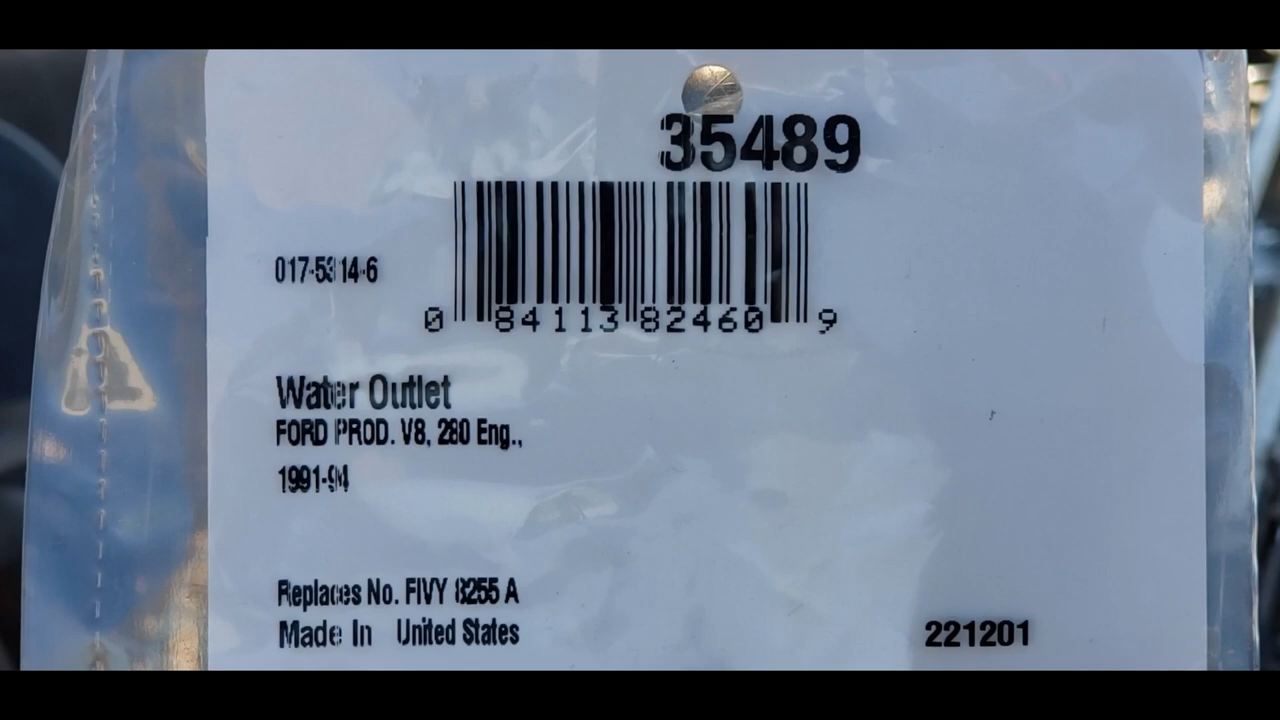 35489
017-5314-6
0 84113 82460 9
Water Outlet
FORD PROD. V8, 280 Eng.,
1991-94
Replaces No. FIVY 8255 A
Made In United States
221201